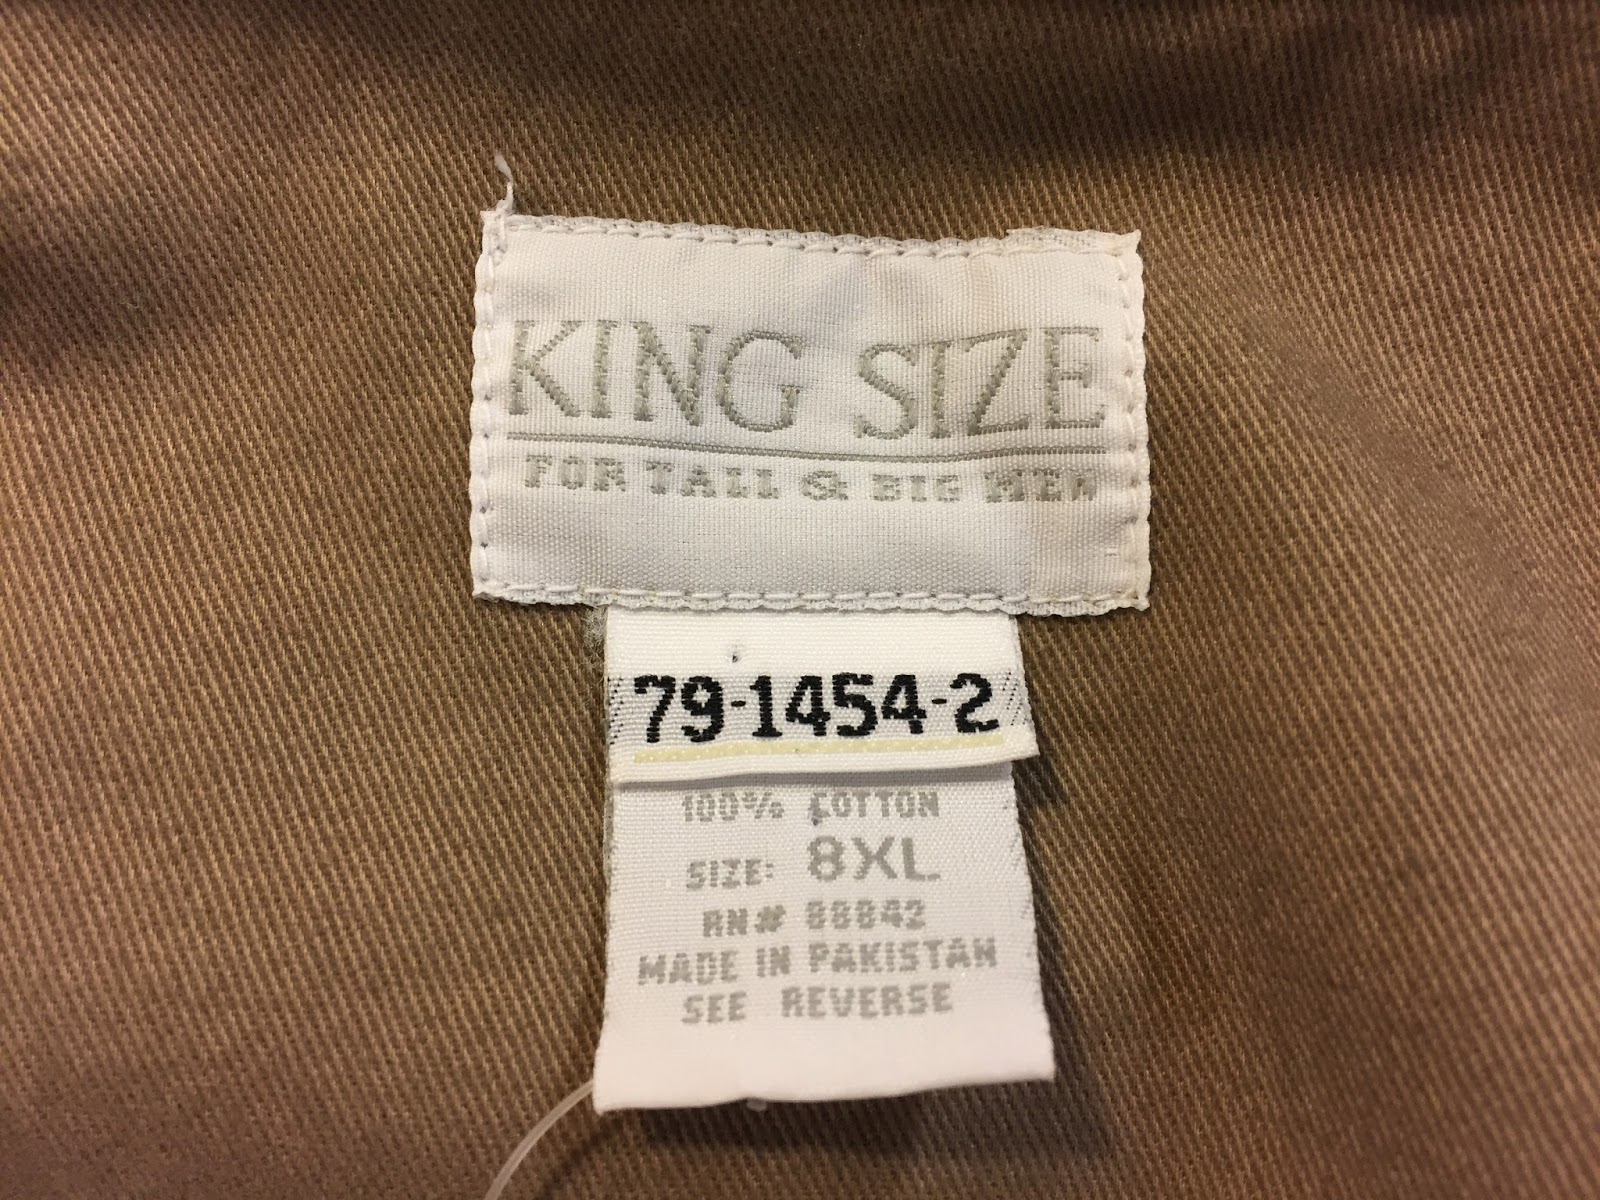 KING SIZE
FOR TALL & BIG MEN
79-1454-2
100% COTTON
SIZE: 8XL
RN# 88842
MADE IN PAKISTAN
SEE REVERSE